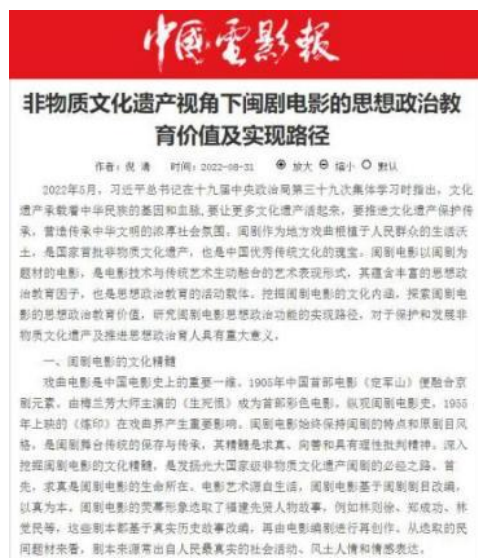 中國電影報
非物质文化遗产视角下闽剧电影的思想政治教
育价值及实现路径
作者：倪 清 时间：2022-08-31 放大 缩小 默认
2022年5月，习近平总书记在十九届中央政治局第三十九次集体学习时指出，文化
遗产承载着中华民族的基因和血脉,要让更多文化遗产活起来，要推进文化遗产保护传
承，营造传承中华文明的浓厚社会氛围。闽剧作为地方戏曲根植于人民群众的生活沃
土，是国家首批非物质文化遗产，也是中国优秀传统文化的瑰宝。闽剧电影以闽剧为
题材的电影，是电影技术与传统艺术生动融合的艺术表现形式，其蕴含丰富的思想政
治教育因子，也是思想政治教育的活动载体。挖掘闽剧电影的文化内涵，探索闽剧电
影的思想政治教育价值，研究闽剧电影思想政治功能的实现路径，对于保护和发展非
物质文化遗产及推进思想政治育人具有重大意义。
一、闽剧电影的文化精髓
戏曲电影是中国电影史上的重要一维。1905年中国首部电影《定军山》便融合京
剧元素。由梅兰芳大师主演的《生死恨》成为首部彩色电影。纵观闽剧电影史，1955
年上映的《炼印》在戏曲界产生重要影响。闽剧电影始终保持闽剧的特点和原剧目风
格，是闽剧舞台传统的保存与传承，其精髓是求真、向善和具有理性批判精神。深入
挖掘闽剧电影的文化精髓，是发扬光大国家级非物质文化遗产闽剧的必经之路。首
先，求真是闽剧电影的生命所在。电影艺术源自生活，闽剧电影基于闽剧剧目改编，
以真为本。闽剧电影的荧幕形象选取了福建先贤人物故事，例如林则徐、郑成功、林
觉民等，这些剧本都基于真实历史故事改编，再由电影编剧进行再创作。从选取的民
间题材来看，剧本来源常出自人民最真实的社会活动、风土人情和情感表达。